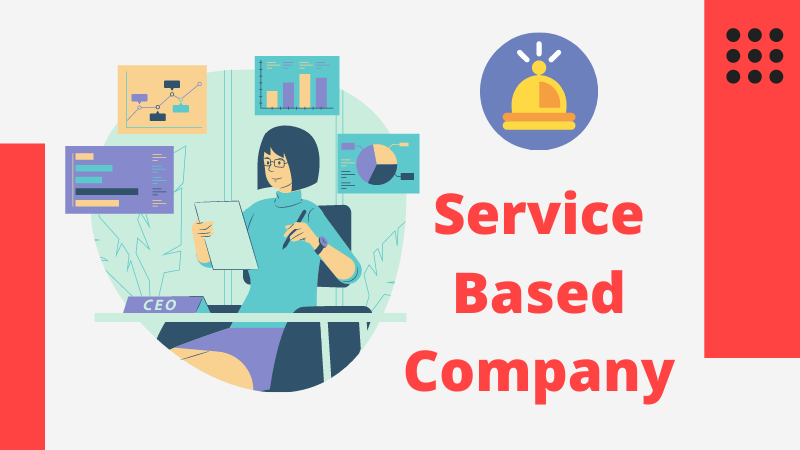 CEO
Service
Based
Company